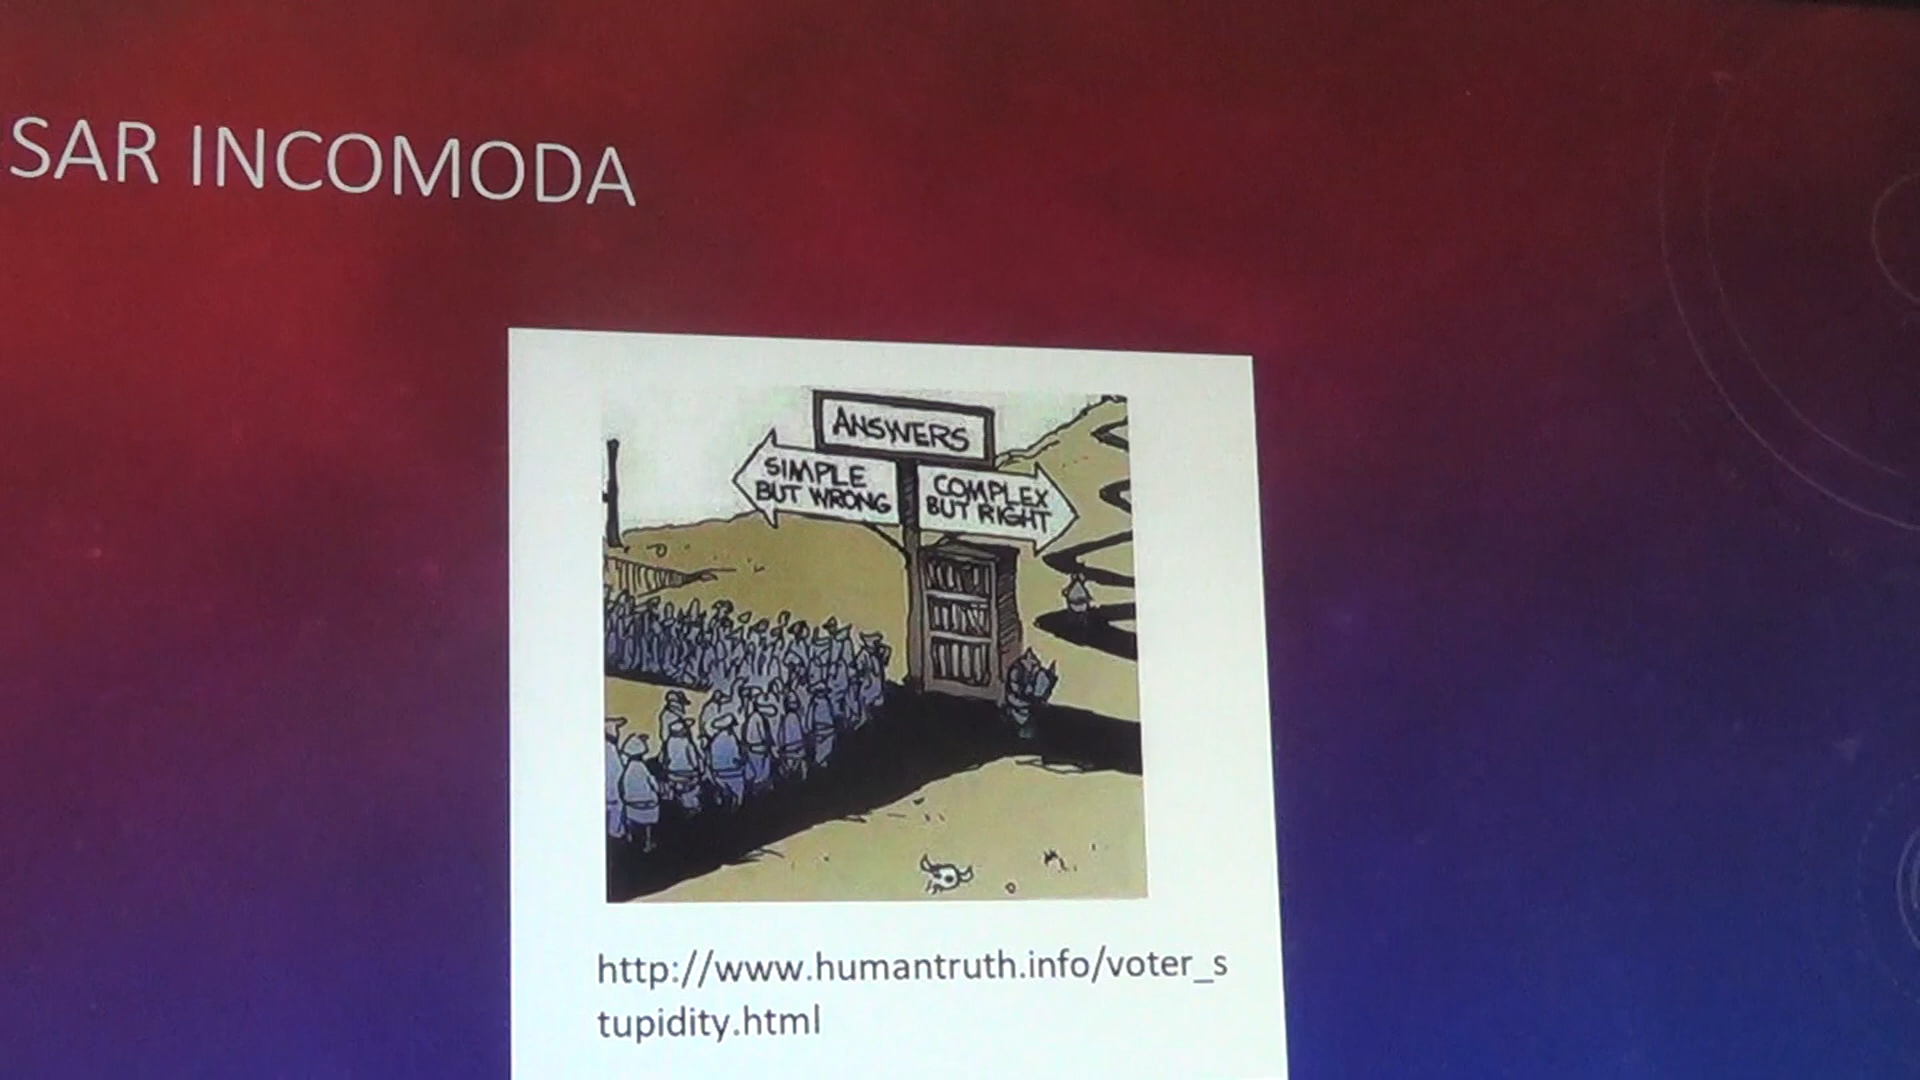 SAR INCOMODA
ANSWERS
SIMPLE
BUT WRONG
COMPLEX
BUT RIGHT
http://www.humantruth.info/voter_s
tupidity.html